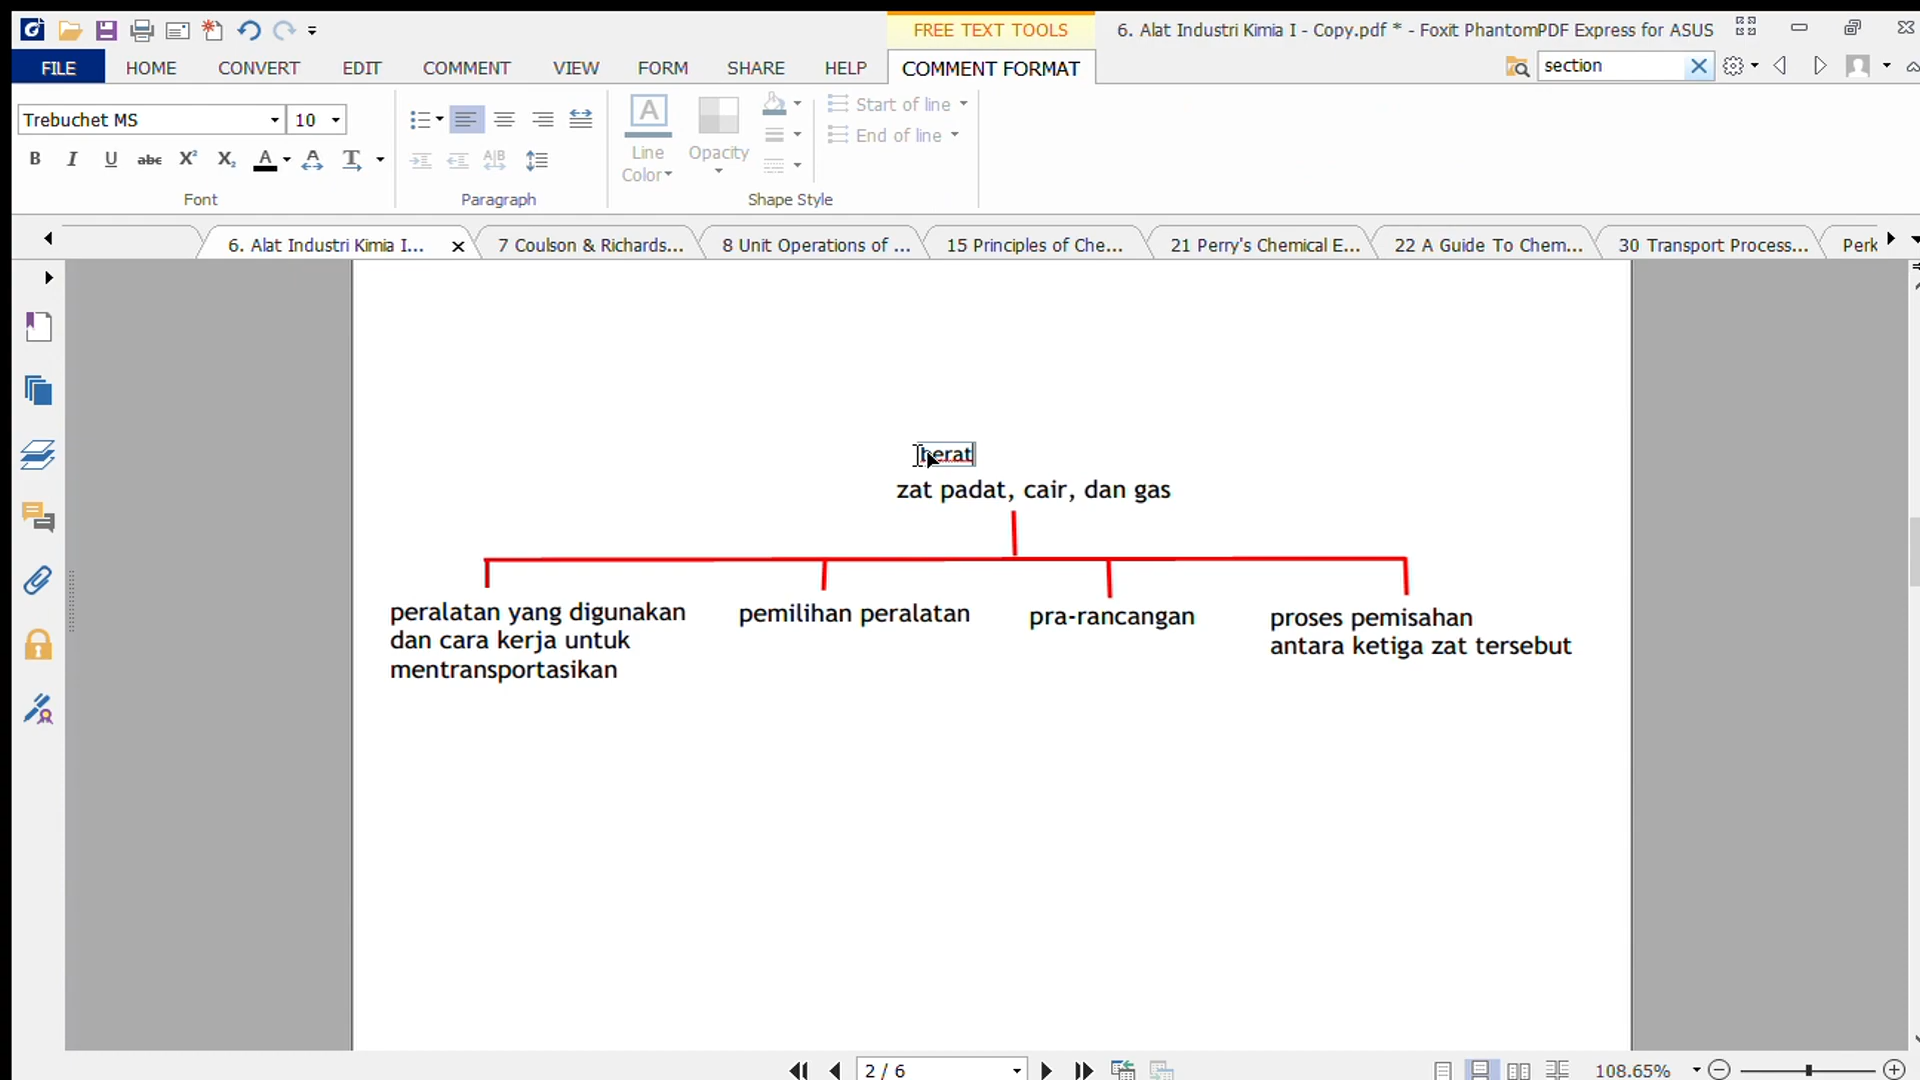 FREE TEXT TOOLS
6. Alat Industri Kimia I - Copy.pdf * - Foxit PhantomPDF Express for ASUS
FILE HOME CONVERT EDIT COMMENT VIEW FORM SHARE HELP COMMENT FORMAT section
Trebuchet MS 10
Start of line
End of line
B I U abc X² X₂ A A T
Line Color
Opacity
Font Paragraph Shape Style
6. Alat Industri Kimia I... 7 Coulson & Richards... 8 Unit Operations of ... 15 Principles of Che... 21 Perry's Chemical E... 22 A Guide To Chem... 30 Transport Process... Perk
berat
zat padat, cair, dan gas
peralatan yang digunakan
dan cara kerja untuk
mentransportasikan
pemilihan peralatan
pra-rancangan
proses pemisahan
antara ketiga zat tersebut
2 / 6
108.65%